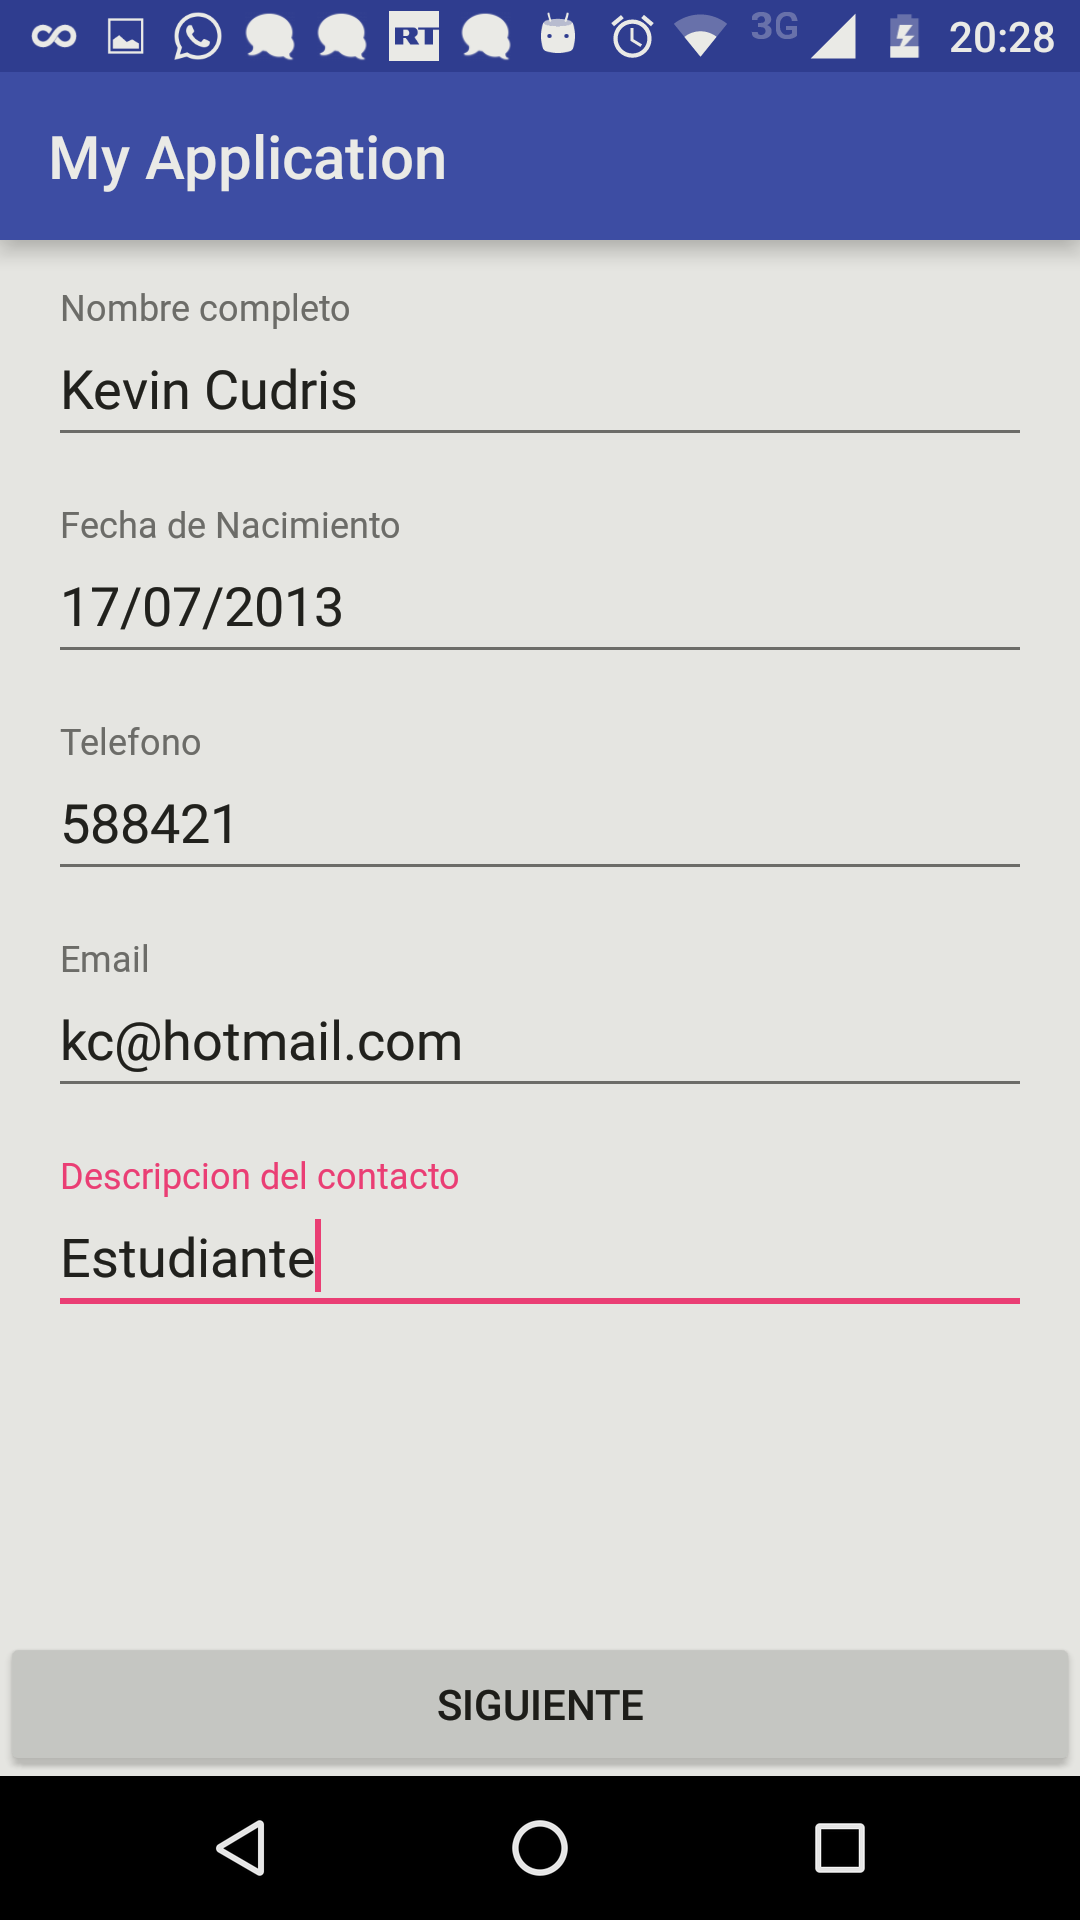 RT 3G 20:28
My Application
Nombre completo
Kevin Cudris
Fecha de Nacimiento
17/07/2013
Telefono
588421
Email
kc@hotmail.com
Descripcion del contacto
Estudiante
SIGUIENTE